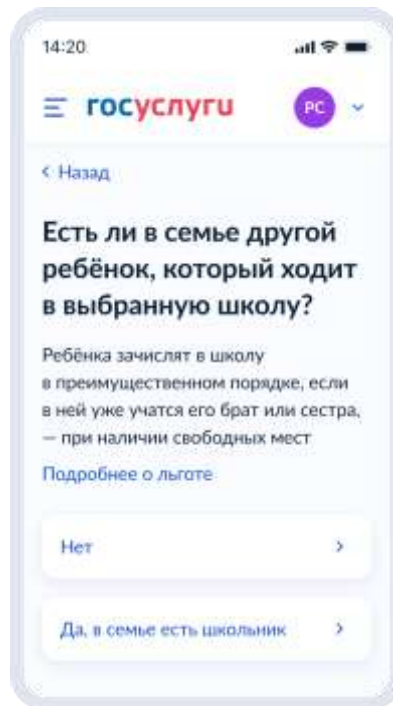 14:20
госуслуги
РС
Назад
Есть ли в семье другой
ребёнок, который ходит
в выбранную школу?
Ребёнка зачислят в школу
в преимущественном порядке, если
в ней уже учатся его брат или сестра,
— при наличии свободных мест
Подробнее о льготе
Нет
Да, в семье есть школьник